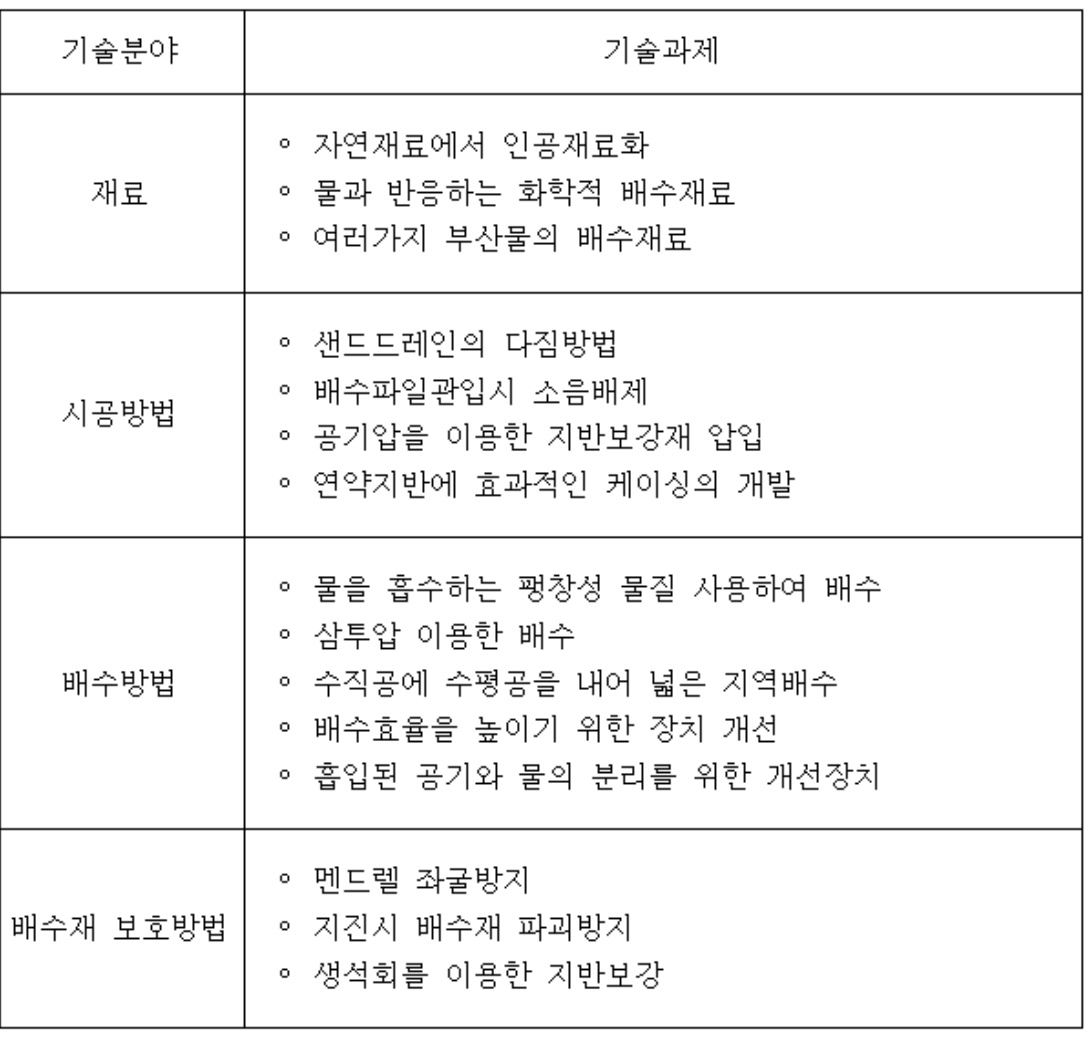 기술분야 기술과제
재료
◦ 자연재료에서 인공재료화
◦ 물과 반응하는 화학적 배수재료
◦ 여러가지 부산물의 배수재료
시공방법
◦ 샌드드레인의 다짐방법
◦ 배수파일관입시 소음배제
◦ 공기압을 이용한 지반보강재 압입
◦ 연약지반에 효과적인 케이싱의 개발
배수방법
◦ 물을 흡수하는 팽창성 물질 사용하여 배수
◦ 삼투압 이용한 배수
◦ 수직공에 수평공을 내어 넓은 지역배수
◦ 배수효율을 높이기 위한 장치 개선
◦ 흡입된 공기와 물의 분리를 위한 개선장치
배수재 보호방법
◦ 멘드렐 좌굴방지
◦ 지진시 배수재 파괴방지
◦ 생석회를 이용한 지반보강